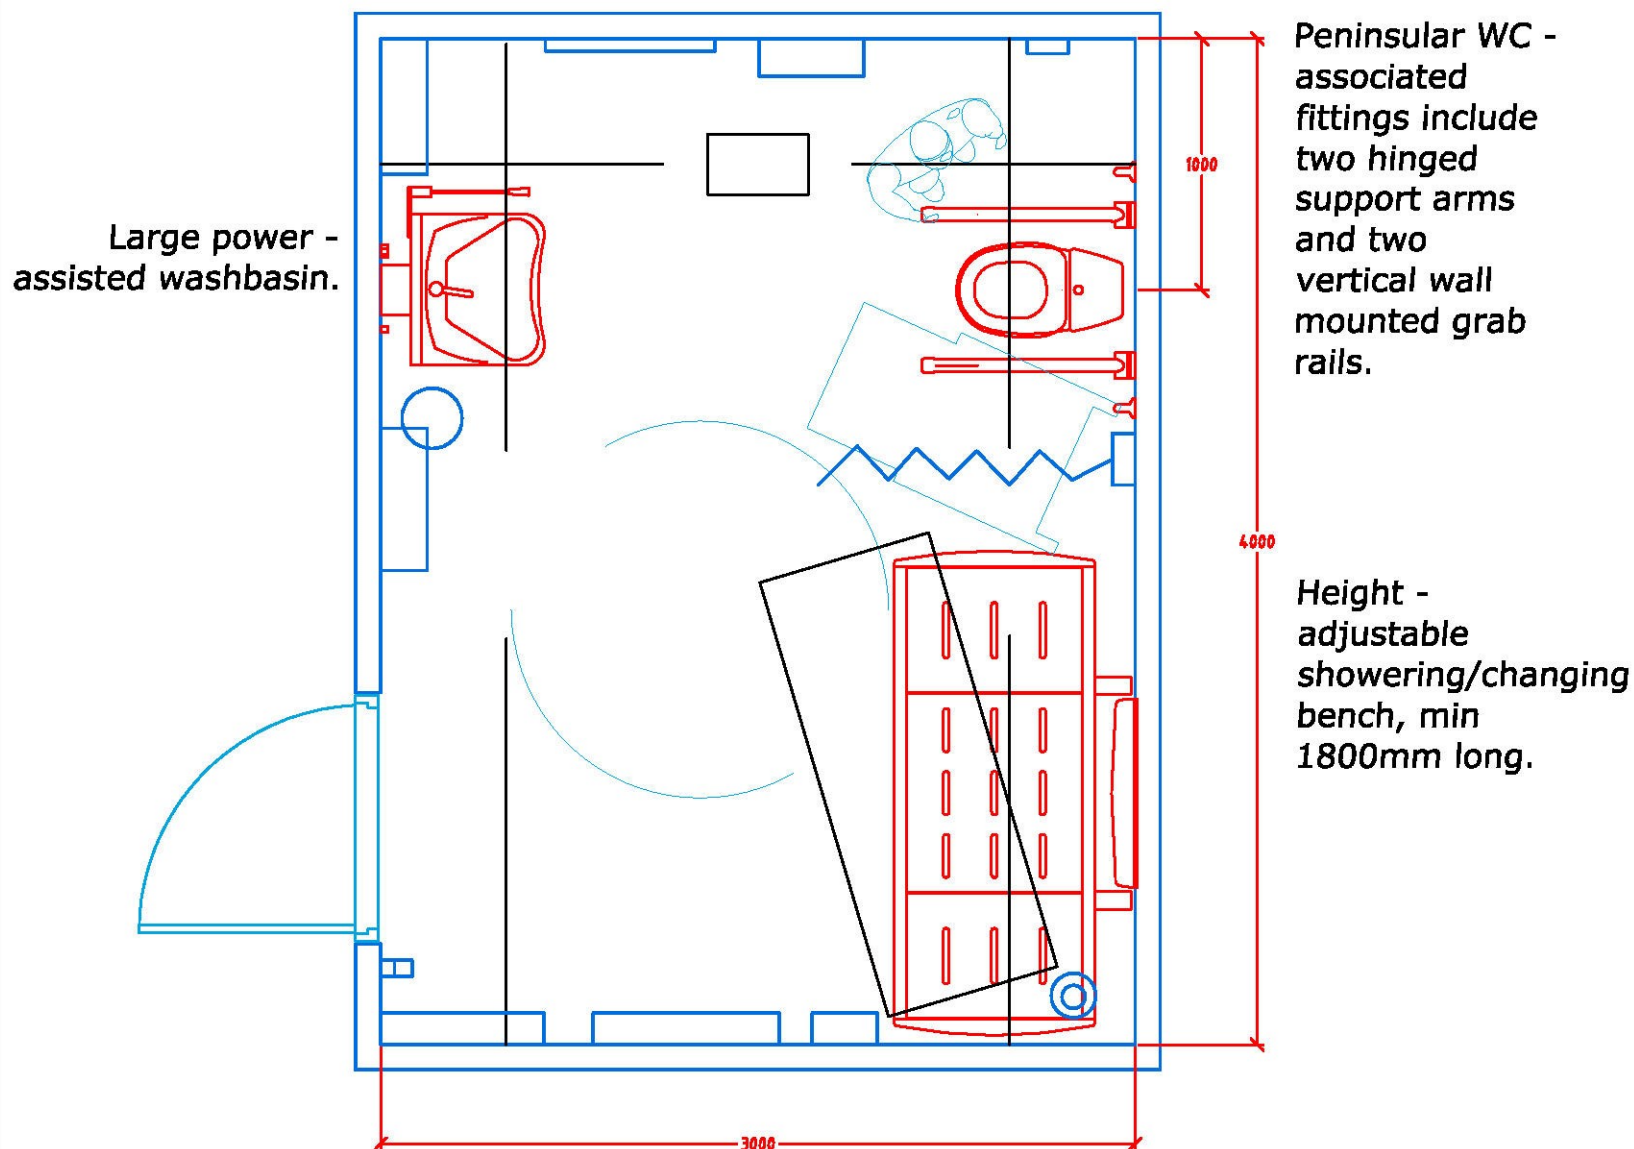 Peninsular WC -
associated
fittings include
two hinged
support arms
and two
vertical wall
mounted grab
rails.
1000
Large power -
assisted washbasin.
4000
Height -
adjustable
showering/changing
bench, min
1800mm long.
3000